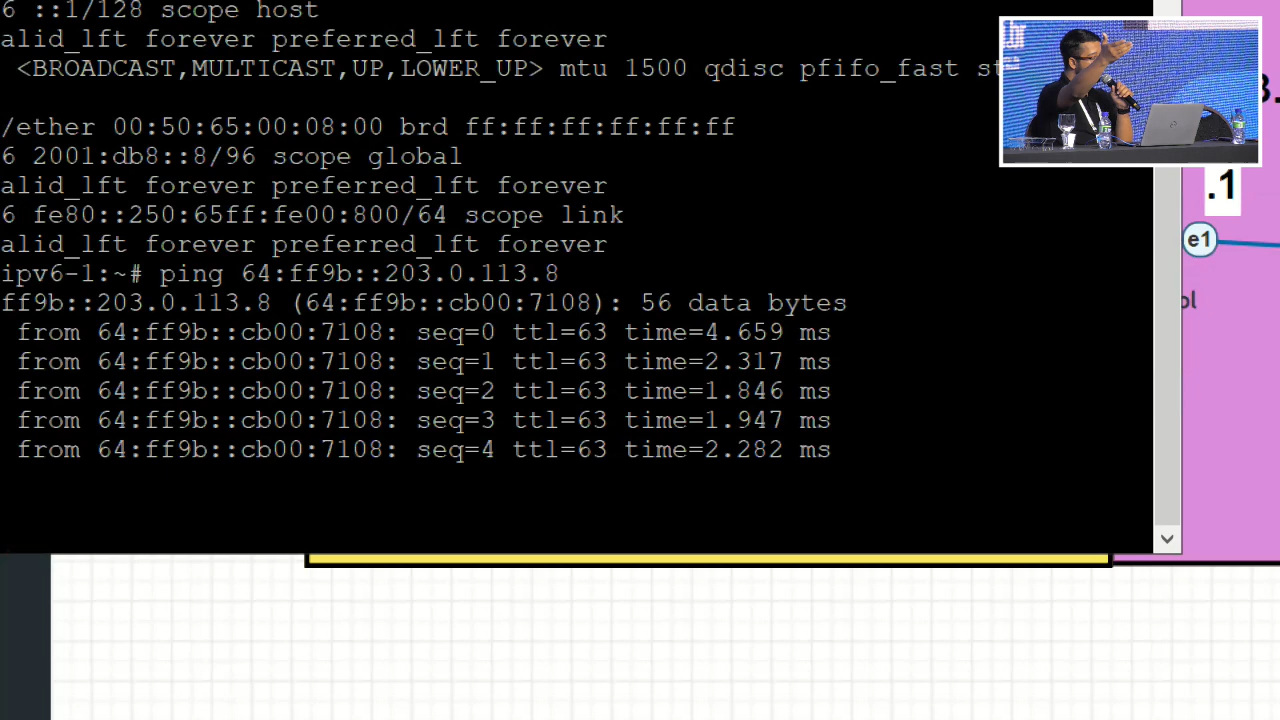 6 ::1/128 scope host
alid_lft forever preferred_lft forever
<BROADCAST,MULTICAST,UP,LOWER_UP> mtu 1500 qdisc pfifo_fast st
/ether 00:50:65:00:08:00 brd ff:ff:ff:ff:ff:ff
6 2001:db8::8/96 scope global
alid_lft forever preferred_lft forever
6 fe80::250:65ff:fe00:800/64 scope link
alid_lft forever preferred_lft forever
ipv6-1:~# ping 64:ff9b::203.0.113.8
ff9b::203.0.113.8 (64:ff9b::cb00:7108): 56 data bytes
from 64:ff9b::cb00:7108: seq=0 ttl=63 time=4.659 ms
from 64:ff9b::cb00:7108: seq=1 ttl=63 time=2.317 ms
from 64:ff9b::cb00:7108: seq=2 ttl=63 time=1.846 ms
from 64:ff9b::cb00:7108: seq=3 ttl=63 time=1.947 ms
from 64:ff9b::cb00:7108: seq=4 ttl=63 time=2.282 ms
.1
e1
ol